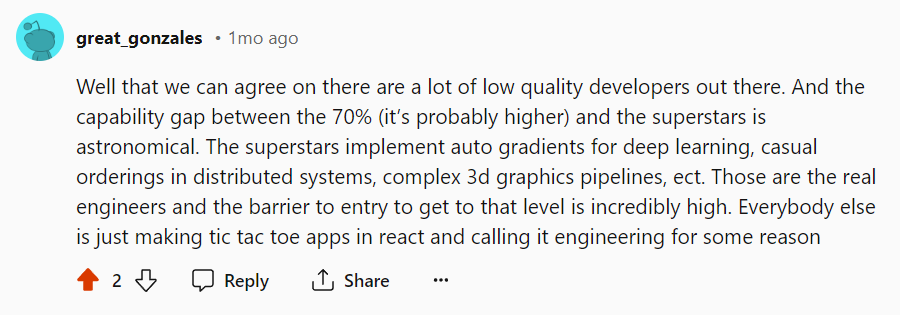 great_gonzales • 1mo ago
Well that we can agree on there are a lot of low quality developers out there. And the
capability gap between the 70% (it’s probably higher) and the superstars is
astronomical. The superstars implement auto gradients for deep learning, casual
orderings in distributed systems, complex 3d graphics pipelines, ect. Those are the real
engineers and the barrier to entry to get to that level is incredibly high. Everybody else
is just making tic tac toe apps in react and calling it engineering for some reason
2 Reply Share